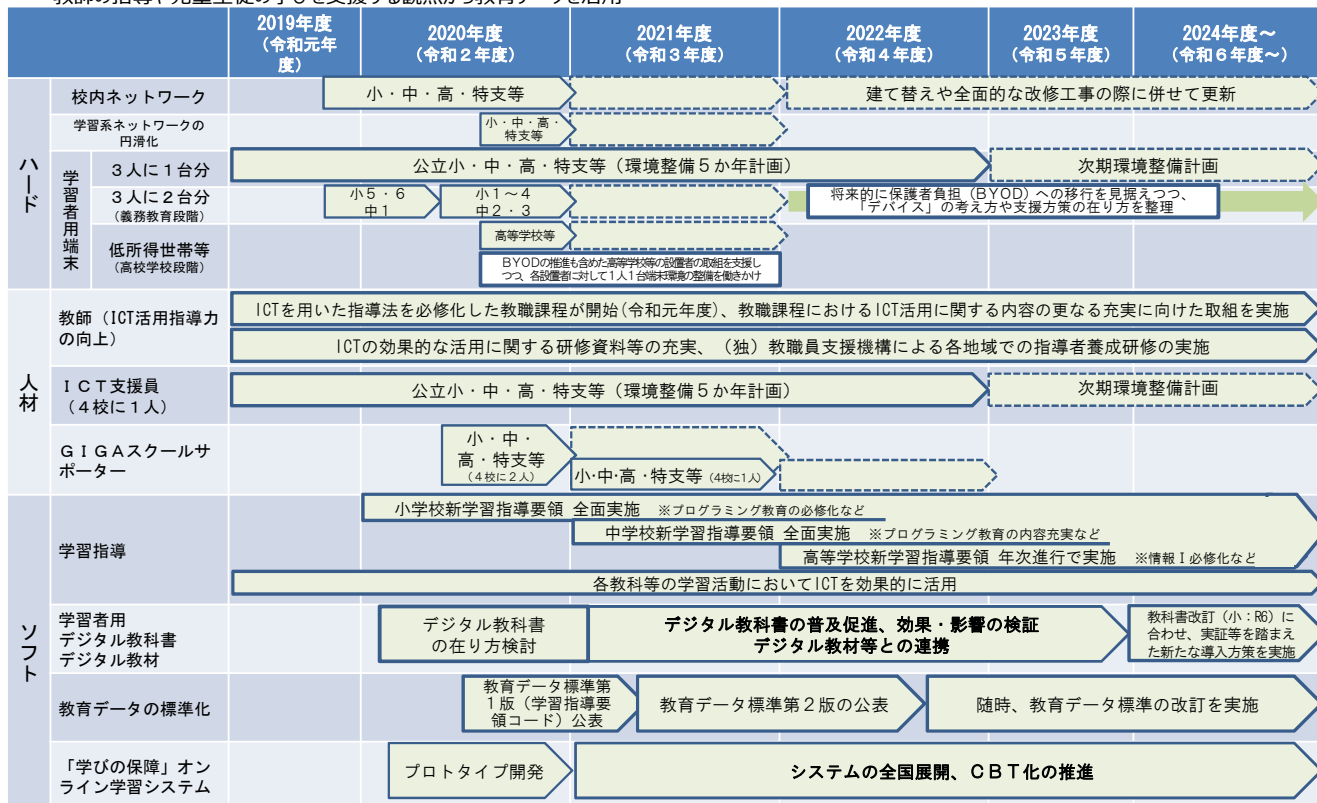 教師の指導や児童生徒の学びを支援する観点から教育データを活用
2019年度
(令和元年
度)
2020年度
(令和２年度)
2021年度
(令和３年度)
2022年度
(令和４年度)
2023年度
(令和５年度)
2024年度～
(令和６年度～)
ハード
校内ネットワーク
小・中・高・特支等
建て替えや全面的な改修工事の際に併せて更新
学習系ネットワークの
円滑化
小・中・高・
特支等
学習者用端末
３人に１台分
公立小・中・高・特支等（環境整備５か年計画）
次期環境整備計画
３人に２台分
(義務教育段階)
小５・６
中１
小１～４
中２・３
将来的に保護者負担（ＢＹＯＤ）への移行を見据えつつ、
「デバイス」の考え方や支援方策の在り方を整理
低所得世帯等
(高校学校段階)
高等学校等
ＢＹＯＤの推進も含めた高等学校等の設置者の取組を支援し
つつ、各設置者に対して１人１台端末環境の整備を働きかけ
人材
教師（ICT活用指導力
の向上）
ICTを用いた指導法を必修化した教職課程が開始(令和元年度)、教職課程におけるICT活用に関する内容の更なる充実に向けた取組を実施
ICTの効果的な活用に関する研修資料等の充実、（独）教職員支援機構による各地域での指導者養成研修の実施
ＩＣＴ支援員
（４校に１人）
公立小・中・高・特支等（環境整備５か年計画）
次期環境整備計画
ＧＩＧＡスクールサ
ポーター
小・中・
高・特支等
(４校に２人)
小・中・高・特支等 (４校に１人)
ソフト
学習指導
小学校新学習指導要領 全面実施 ※プログラミング教育の必修化など
中学校新学習指導要領 全面実施 ※プログラミング教育の内容充実など
高等学校新学習指導要領 年次進行で実施 ※情報Ⅰ必修化など
各教科等の学習活動においてICTを効果的に活用
学習者用
デジタル教科書
デジタル教材
デジタル教科書
の在り方検討
デジタル教科書の普及促進、効果・影響の検証
デジタル教材等との連携
教科書改訂（小：R6）に
合わせ、実証等を踏まえ
た新たな導入方策を実施
教育データの標準化
教育データ標準第
１版（学習指導要
領コード）公表
教育データ標準第２版の公表
随時、教育データ標準の改訂を実施
「学びの保障」オン
ライン学習システム
プロトタイプ開発
システムの全国展開、ＣＢＴ化の推進